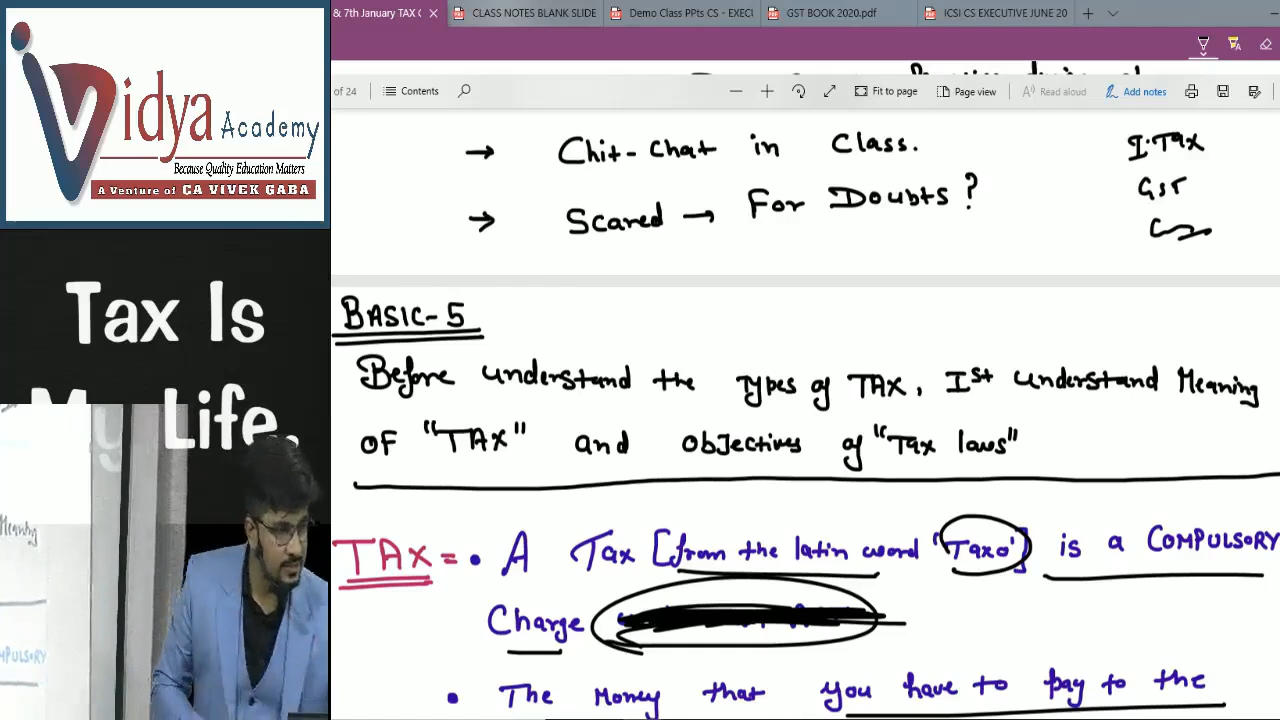 & 7th January TAX C
CLASS NOTES BLANK SLIDE
Demo Class PPts CS - EXECU
GST BOOK 2020.pdf
ICSI CS EXECUTIVE JUNE 20
of 24
Contents
Fit to page
Page view
Read aloud
Add notes
Vidya Academy
Because Quality Education Matters
A Venture of CA VIVEK GABA
Tax Is
My Life.
→ Chit-Chat in Class.
→ Scared → For Doubts?
I.Tax
GST
BASIC-5
Before understand the Types of TAX, Ist understand Meaning
OF "TAX" and objectives of "Tax laws"
TAX = • A Tax [from the latin word 'Taxo'] is a COMPULSORY
Charge
• The Money that you have to pay to the
Meaning
OMPULSORY